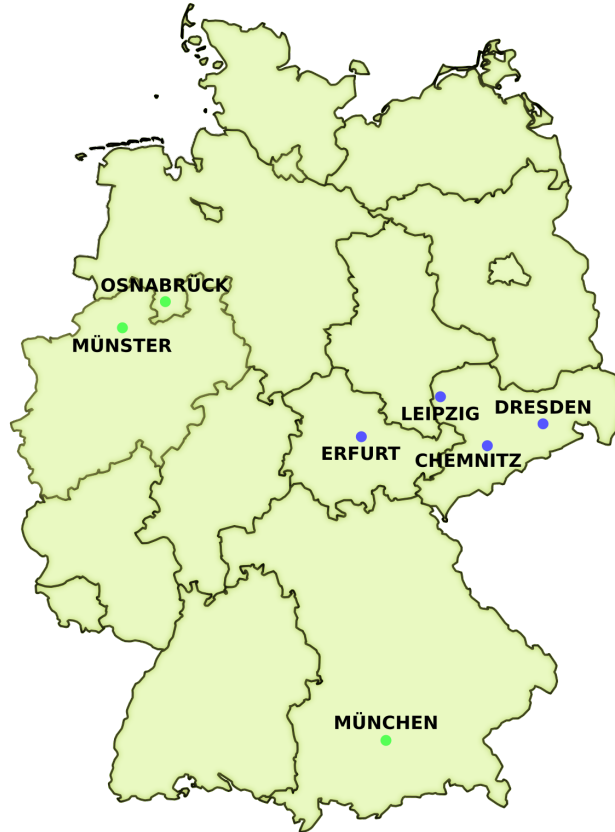 OSNABRÜCK
MÜNSTER
LEIPZIG
DRESDEN
ERFURT
CHEMNITZ
MÜNCHEN